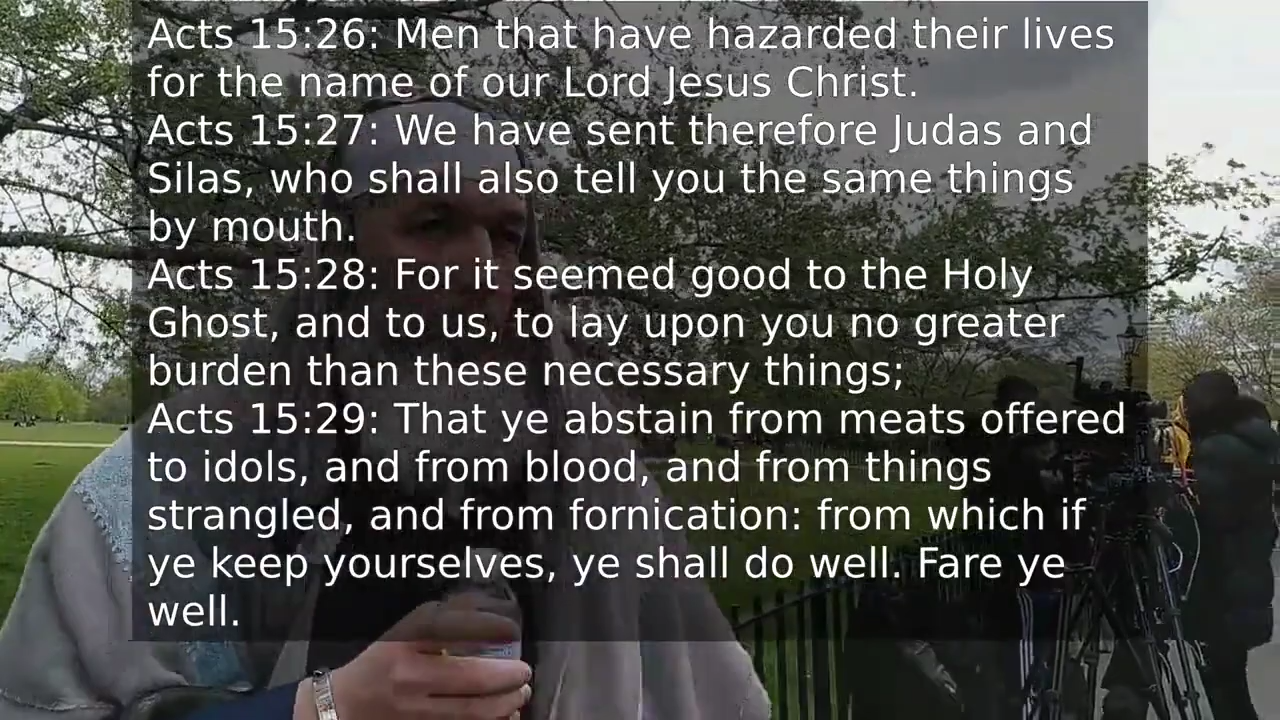 Acts 15:26: Men that have hazarded their lives
for the name of our Lord Jesus Christ.
Acts 15:27: We have sent therefore Judas and
Silas, who shall also tell you the same things
by mouth.
Acts 15:28: For it seemed good to the Holy
Ghost, and to us, to lay upon you no greater
burden than these necessary things;
Acts 15:29: That ye abstain from meats offered
to idols, and from blood, and from things
strangled, and from fornication: from which if
ye keep yourselves, ye shall do well. Fare ye
well.